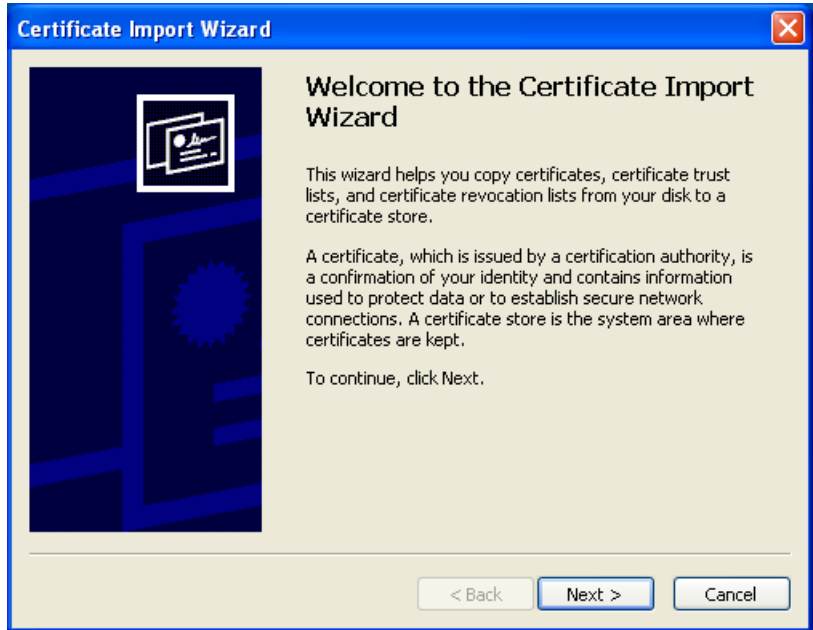 Certificate Import Wizard
Welcome to the Certificate Import
Wizard
This wizard helps you copy certificates, certificate trust
lists, and certificate revocation lists from your disk to a
certificate store.
A certificate, which is issued by a certification authority, is
a confirmation of your identity and contains information
used to protect data or to establish secure network
connections. A certificate store is the system area where
certificates are kept.
To continue, click Next.
< Back
Next >
Cancel